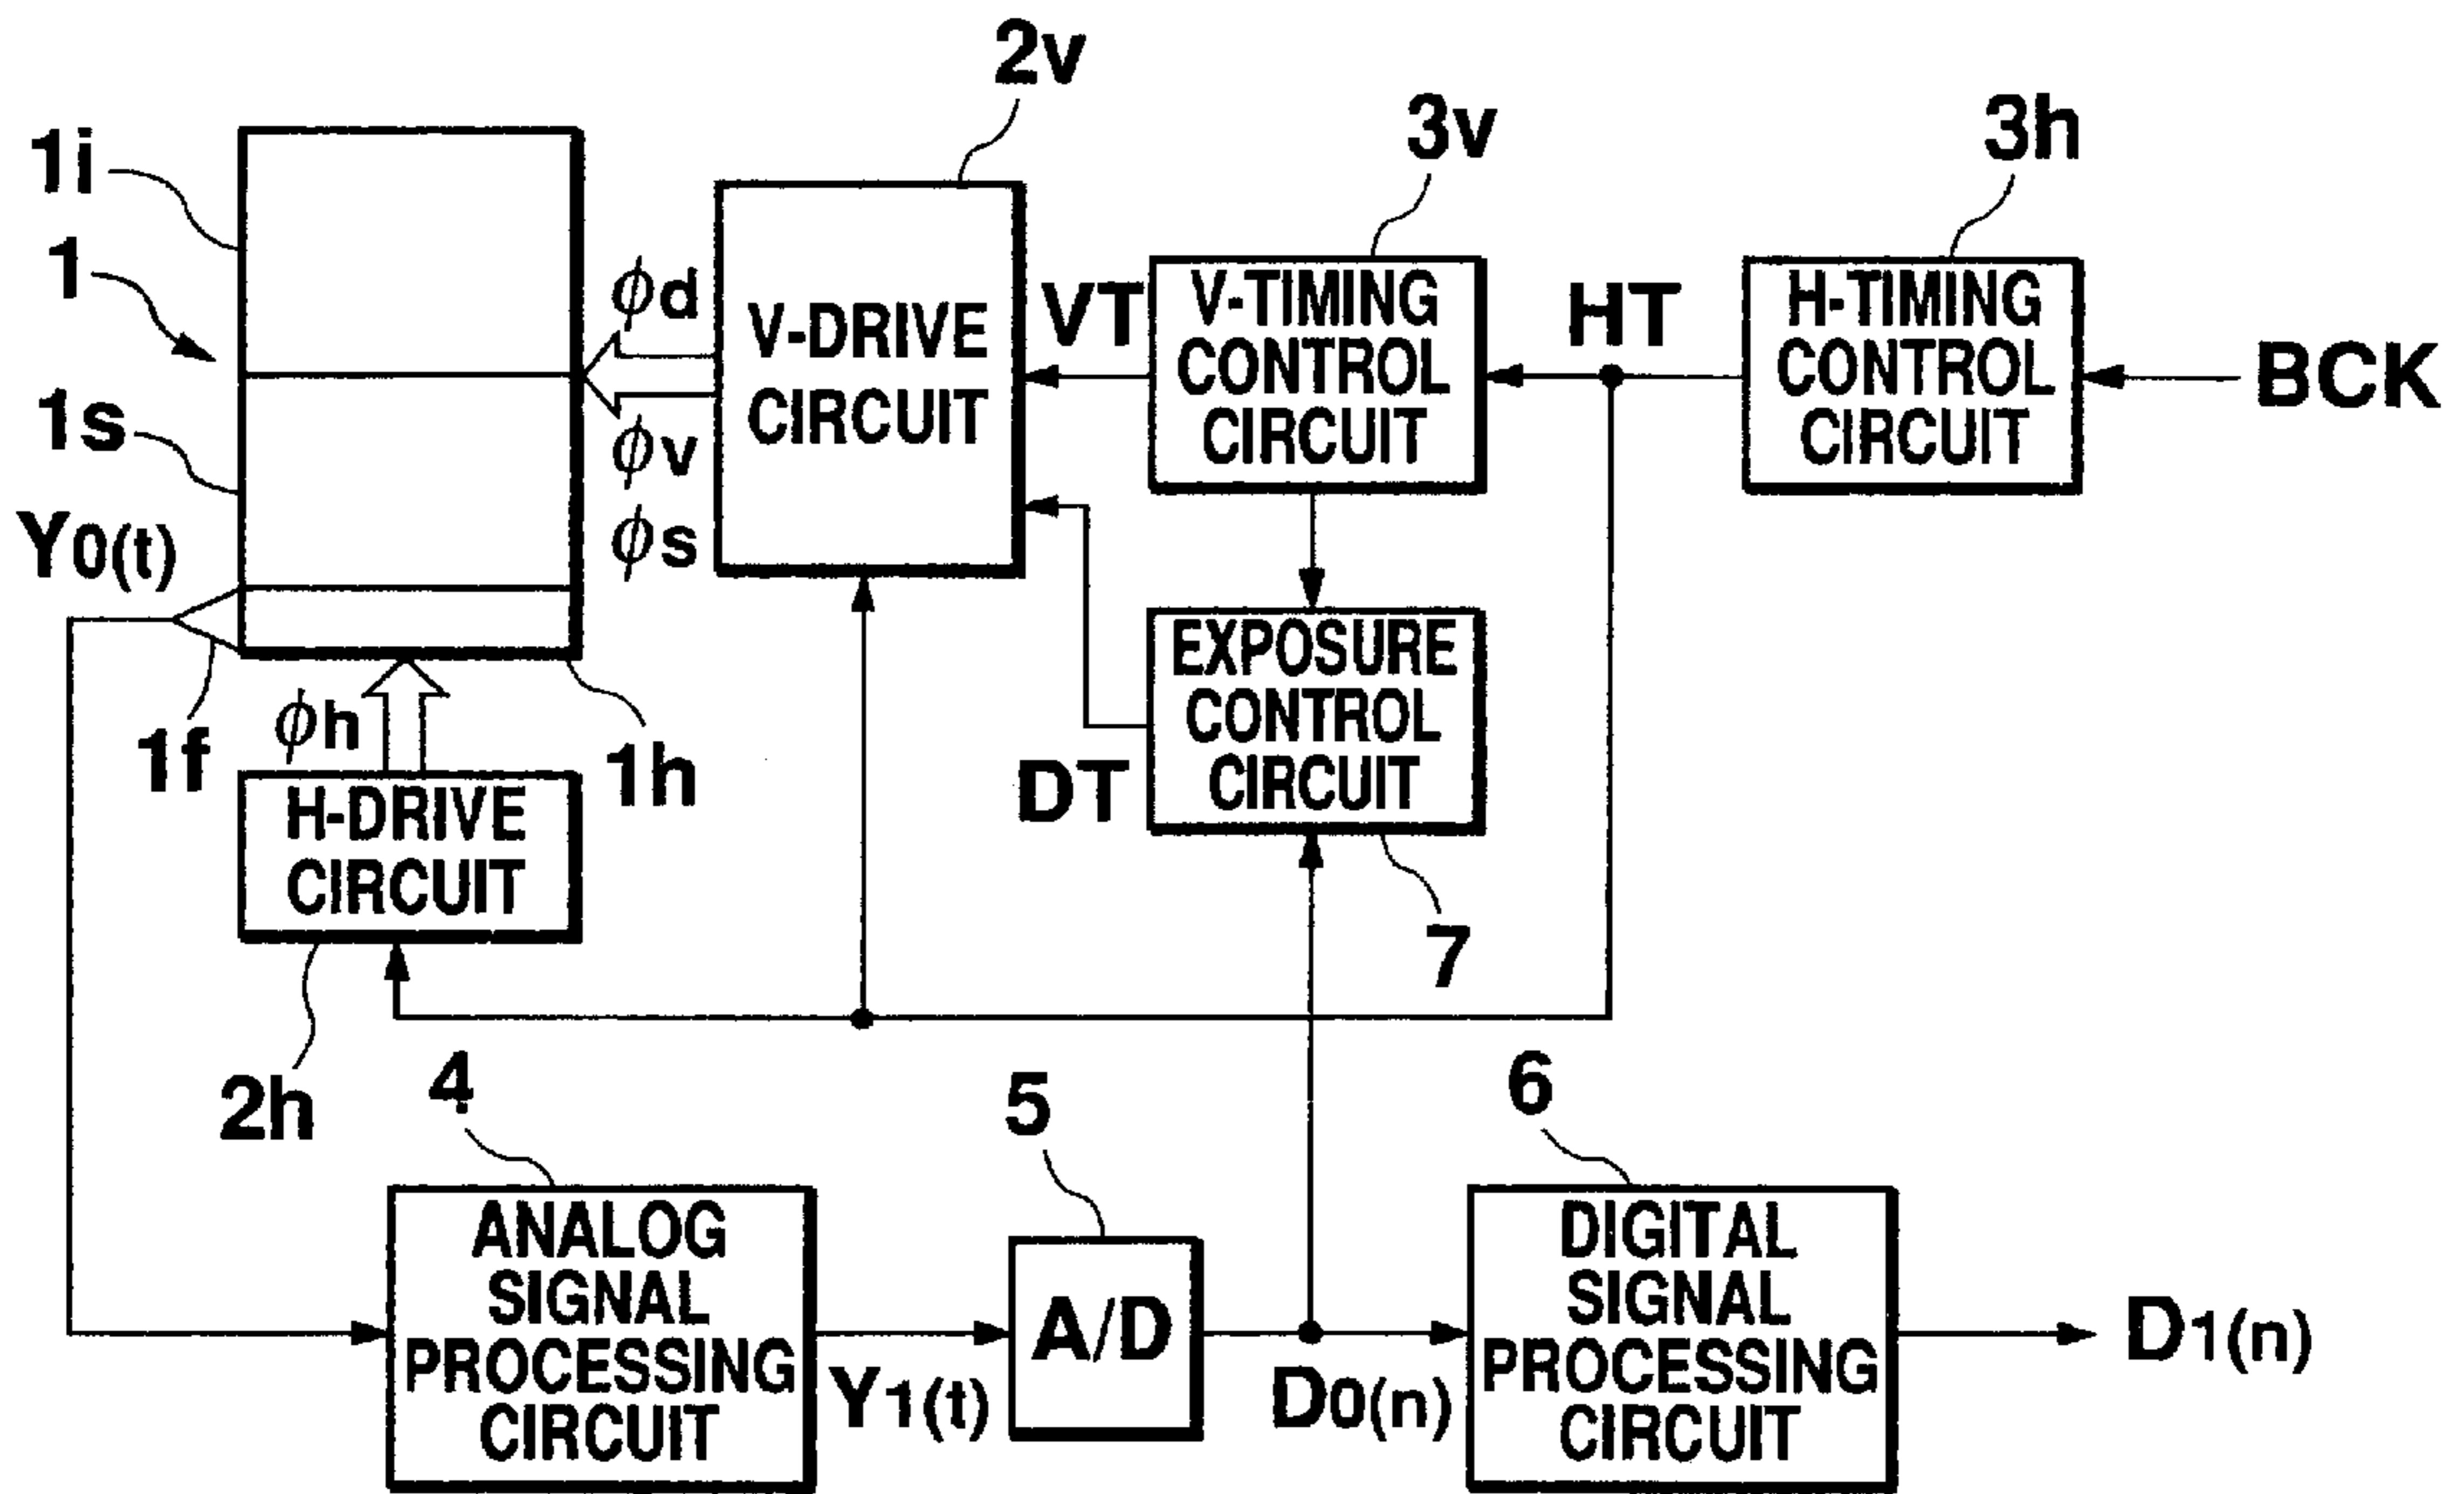 2v
3v
3h
1i
1
1s
Y0(t)
ϕd
ϕv
ϕs
V-DRIVE
CIRCUIT
VT
V-TIMING
CONTROL
CIRCUIT
HT
H-TIMING
CONTROL
CIRCUIT
BCK
1f
ϕh
1h
H-DRIVE
CIRCUIT
2h
EXPOSURE
CONTROL
CIRCUIT
DT
7
4
ANALOG
SIGNAL
PROCESSING
CIRCUIT
Y1(t)
5
A/D
D0(n)
6
DIGITAL
SIGNAL
PROCESSING
CIRCUIT
D1(n)